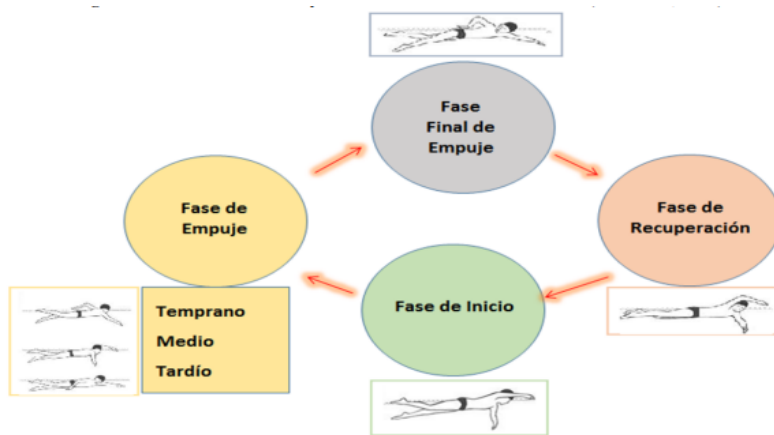 Fase
Final de
Empuje
Fase de
Empuje
Fase de
Recuperación
Fase de Inicio
Temprano
Medio
Tardío